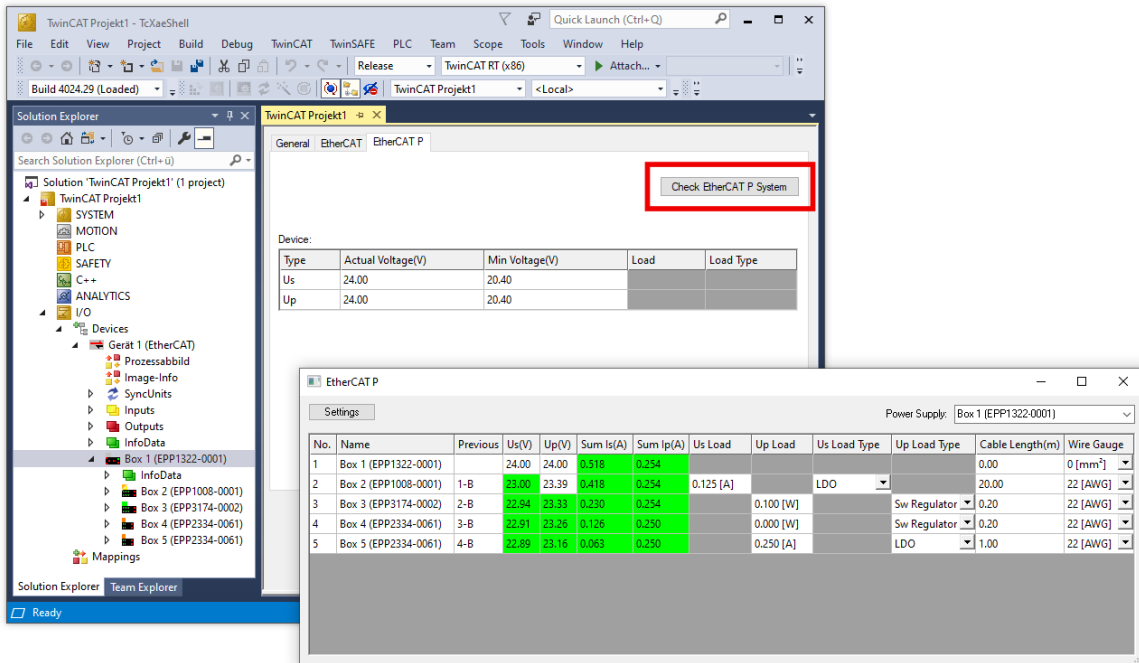 TwinCAT Projekt1 - TcXaeShell
Quick Launch (Ctrl+Q)
File Edit View Project Build Debug TwinCAT TwinSAFE PLC Team Scope Tools Window Help
Release TwinCAT RT (x86) Attach...
Build 4024.29 (Loaded) TwinCAT Projekt1 <Local>
Solution Explorer
Search Solution Explorer (Ctrl+ü)
Solution 'TwinCAT Projekt1' (1 project)
TwinCAT Projekt1
SYSTEM
MOTION
PLC
SAFETY
C++
ANALYTICS
I/O
Devices
Gerät 1 (EtherCAT)
Prozessabbild
Image-Info
SyncUnits
Inputs
Outputs
InfoData
Box 1 (EPP1322-0001)
InfoData
Box 2 (EPP1008-0001)
Box 3 (EPP3174-0002)
Box 4 (EPP2334-0061)
Box 5 (EPP2334-0061)
Mappings
Solution Explorer Team Explorer
Ready
TwinCAT Projekt1
General EtherCAT EtherCAT P
Check EtherCAT P System
Device:
Type Actual Voltage(V) Min Voltage(V) Load Load Type
Us 24.00 20.40
Up 24.00 20.40
EtherCAT P
Settings Power Supply: Box 1 (EPP1322-0001)
No. Name Previous Us(V) Up(V) Sum Is(A) Sum Ip(A) Us Load Up Load Us Load Type Up Load Type Cable Length(m) Wire Gauge
1 Box 1 (EPP1322-0001) 24.00 24.00 0.518 0.254 0.00 0 [mm²]
2 Box 2 (EPP1008-0001) 1-B 23.00 23.39 0.418 0.254 0.125 [A] LDO 20.00 22 [AWG]
3 Box 3 (EPP3174-0002) 2-B 22.94 23.33 0.230 0.254 0.100 [W] Sw Regulator 0.20 22 [AWG]
4 Box 4 (EPP2334-0061) 3-B 22.91 23.26 0.126 0.250 0.000 [W] Sw Regulator 0.20 22 [AWG]
5 Box 5 (EPP2334-0061) 4-B 22.89 23.16 0.063 0.250 0.250 [A] LDO 1.00 22 [AWG]